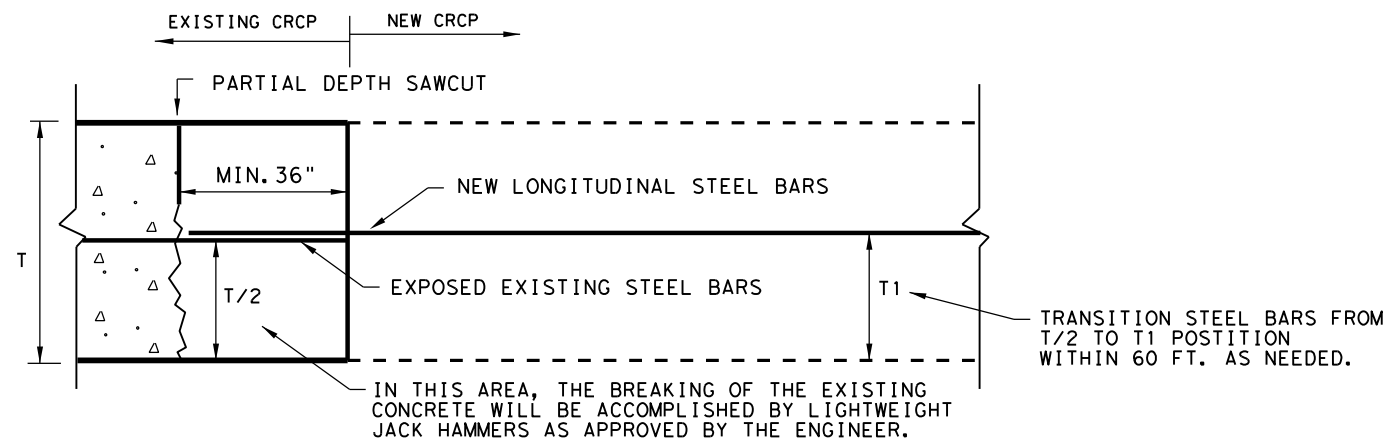 EXISTING CRCP
NEW CRCP
PARTIAL DEPTH SAWCUT
MIN. 36"
NEW LONGITUDINAL STEEL BARS
T
T/2
EXPOSED EXISTING STEEL BARS
T1
TRANSITION STEEL BARS FROM
T/2 TO T1 POSTITION
WITHIN 60 FT. AS NEEDED.
IN THIS AREA, THE BREAKING OF THE EXISTING
CONCRETE WILL BE ACCOMPLISHED BY LIGHTWEIGHT
JACK HAMMERS AS APPROVED BY THE ENGINEER.